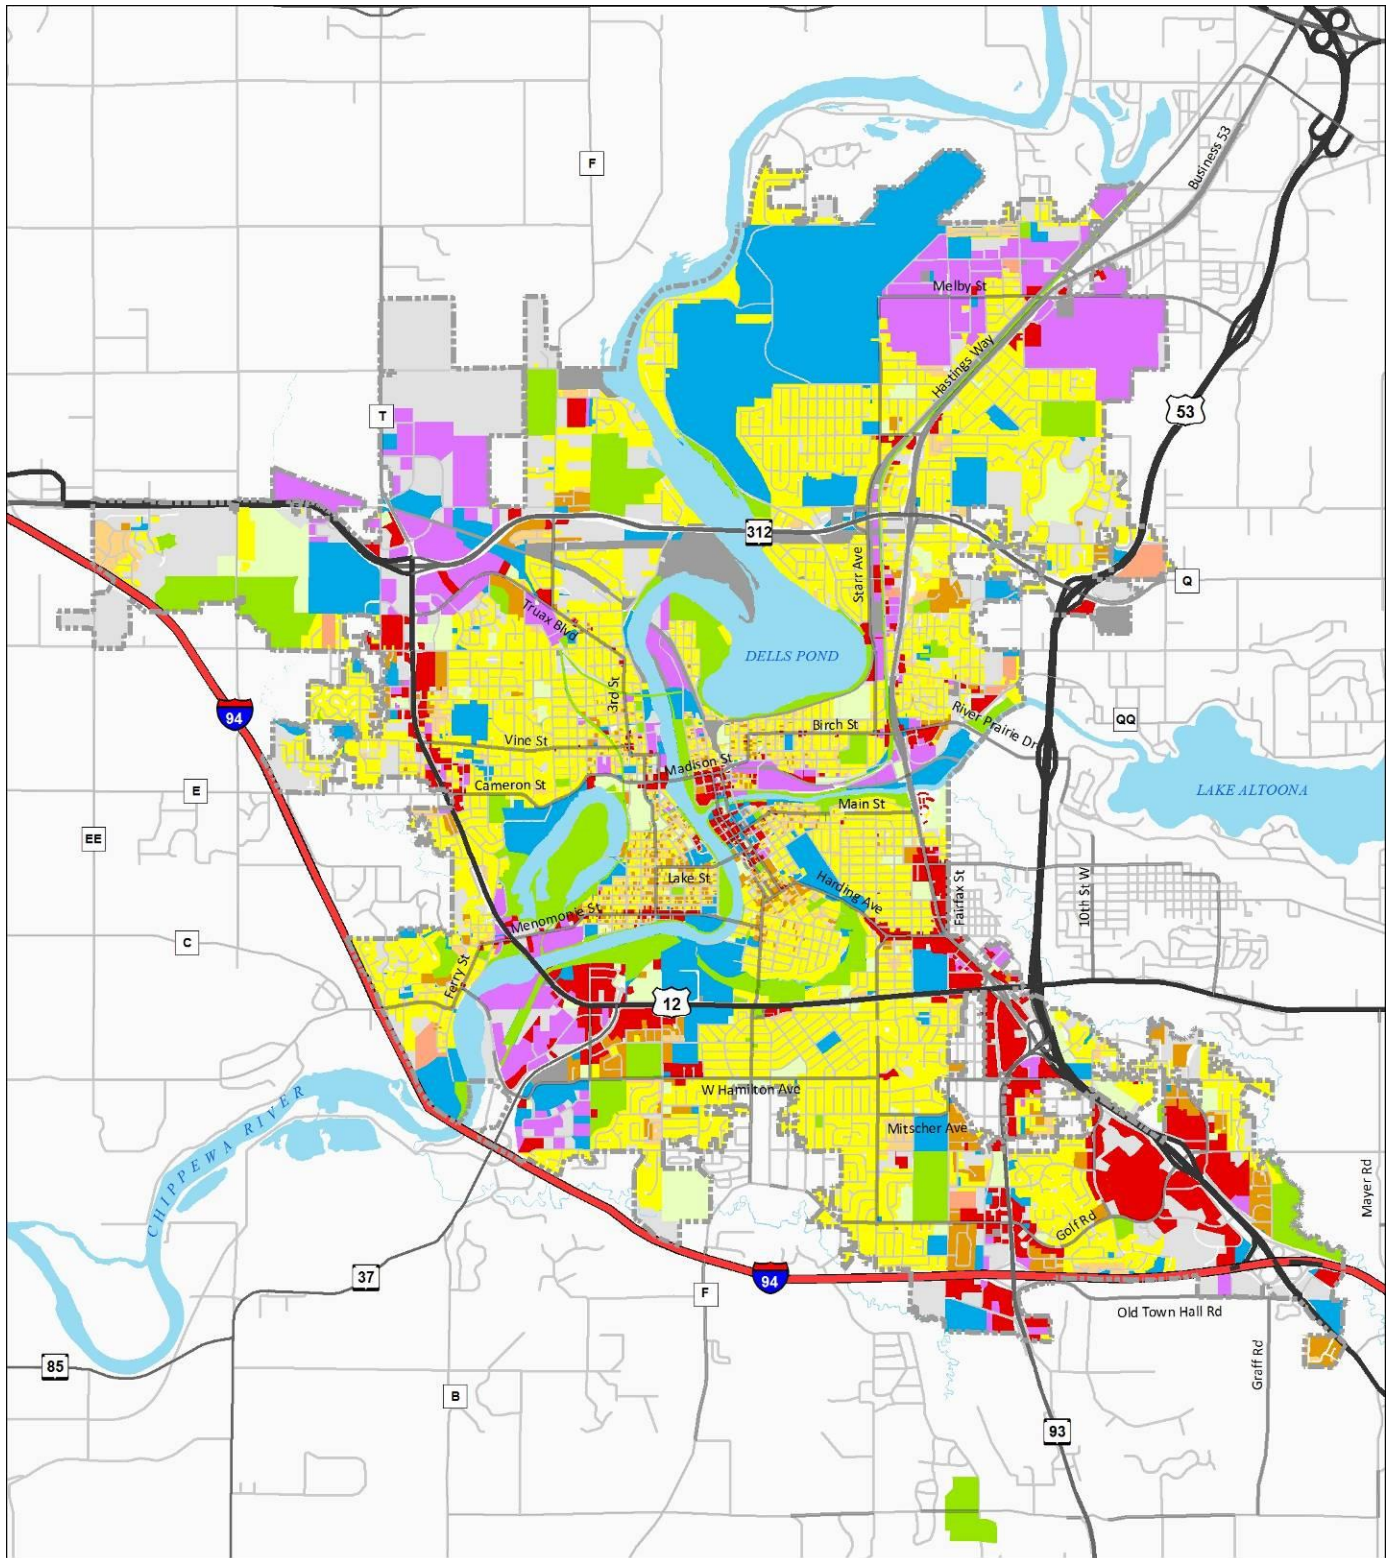 Business 53
F
Melby St
Hastings Way
T
53
312
Starr Ave
Q
Truax Blvd
DELLS POND
3rd St
94
QQ
River Prairie Dr
Birch St
Vine St
Madison St
Cameron St
E
LAKE ALTOONA
Main St
EE
Lake St
Harding Ave
Fairfax St
10th St W
Menomonie St
C
Ferry St
12
W Hamilton Ave
CHIPPEWA RIVER
Mitscher Ave
Mayer Rd
Golf Rd
37
94
F
Old Town Hall Rd
85
Graff Rd
B
93